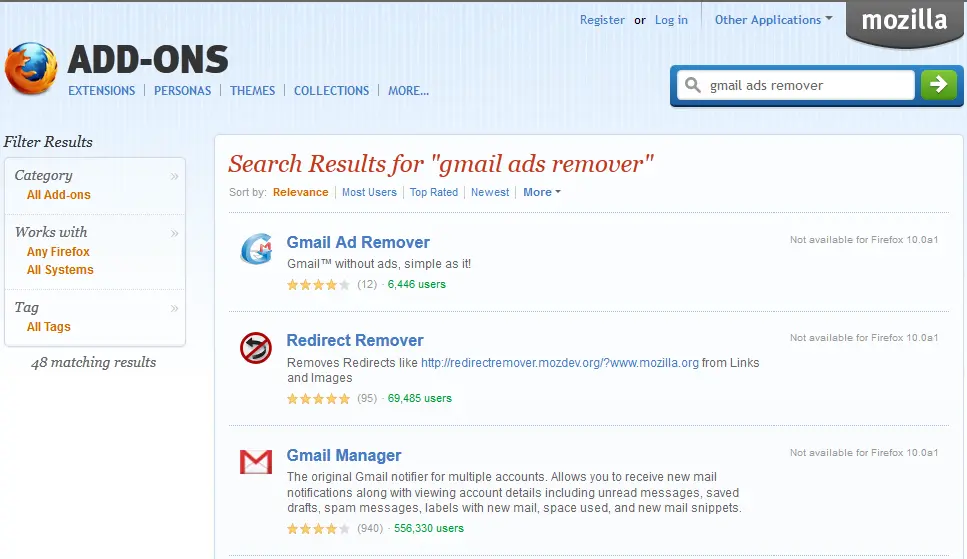 Register or Log in Other Applications
mozilla
ADD-ONS
EXTENSIONS PERSONAS THEMES COLLECTIONS MORE...
gmail ads remover
Filter Results
Category »
All Add-ons
Works with »
Any Firefox
All Systems
Tag »
All Tags
48 matching results
Search Results for "gmail ads remover"
Sort by: Relevance Most Users Top Rated Newest More
Gmail Ad Remover
Not available for Firefox 10.0a1
Gmail™ without ads, simple as it!
(12) · 6,446 users
Redirect Remover
Not available for Firefox 10.0a1
Removes Redirects like http://redirectremover.mozdev.org/?www.mozilla.org from Links
and Images
(95) · 69,485 users
Gmail Manager
Not available for Firefox 10.0a1
The original Gmail notifier for multiple accounts. Allows you to receive new mail
notifications along with viewing account details including unread messages, saved
drafts, spam messages, labels with new mail, space used, and new mail snippets.
(940) · 556,330 users